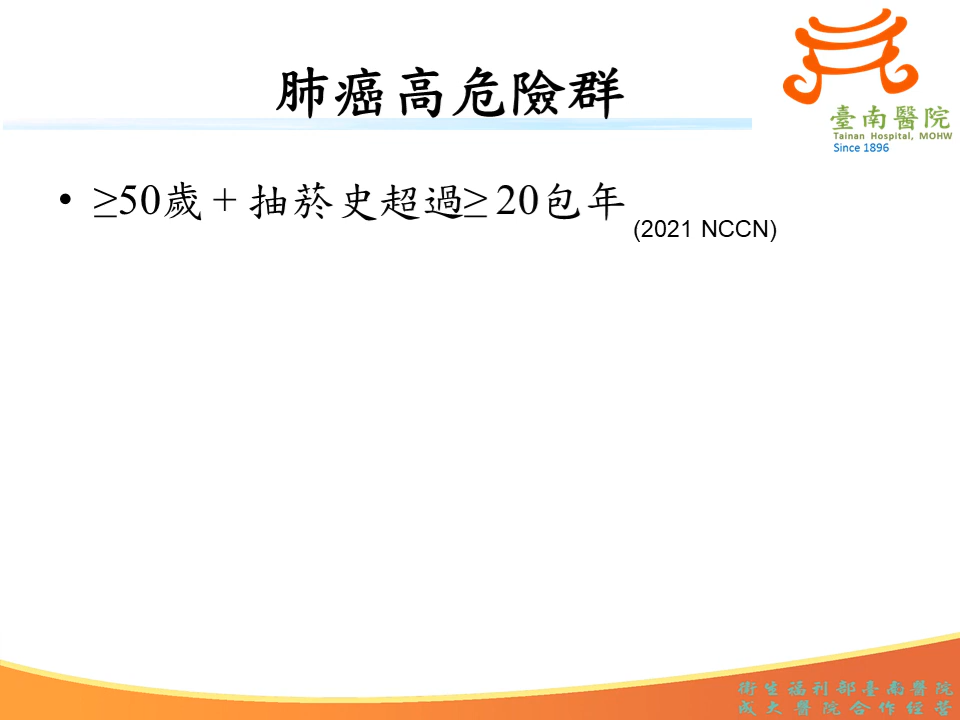 肺癌高危險群
臺南醫院
Tainan Hospital, MOHW
Since 1896
• ≥50歲 + 抽菸史超過≥ 20包年
(2021 NCCN)
衛生福利部臺南醫院
成大醫院合作經營